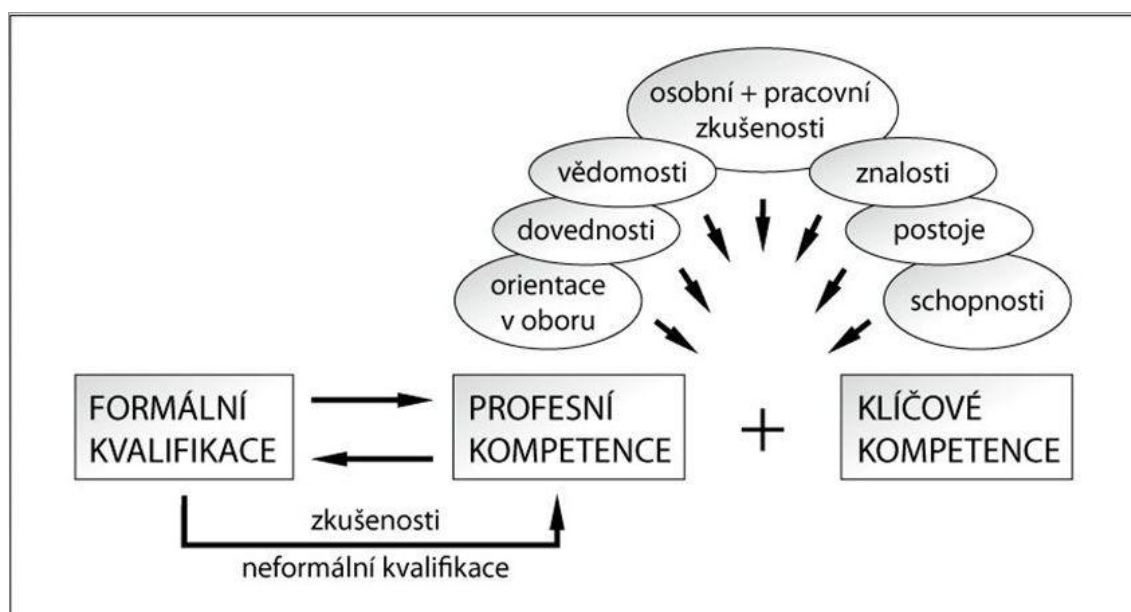 osobní + pracovní
zkušenosti
vědomosti
znalosti
dovednosti
postoje
orientace
v oboru
schopnosti
FORMÁLNÍ
KVALIFIKACE
PROFESNÍ
KOMPETENCE
+
KLÍČOVÉ
KOMPETENCE
zkušenosti
neformální kvalifikace